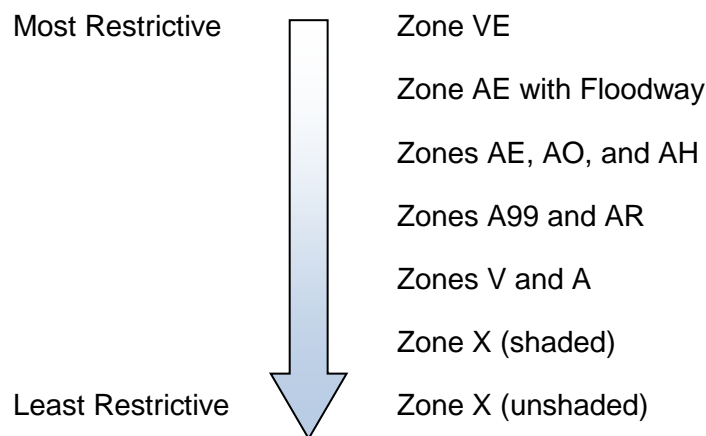 Most Restrictive Zone VE
Zone AE with Floodway
Zones AE, AO, and AH
Zones A99 and AR
Zones V and A
Zone X (shaded)
Least Restrictive Zone X (unshaded)